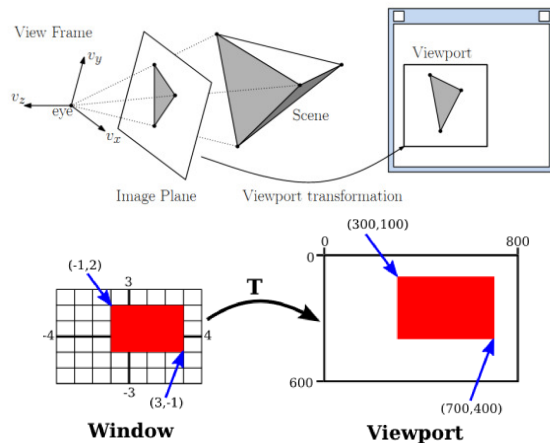 View Frame
v_y
v_z
eye
v_x
Image Plane
Scene
Viewport transformation
Viewport
(-1,2)
3
-4
4
-3
(3,-1)
Window
T
(300,100)
0
800
0
600
(700,400)
Viewport